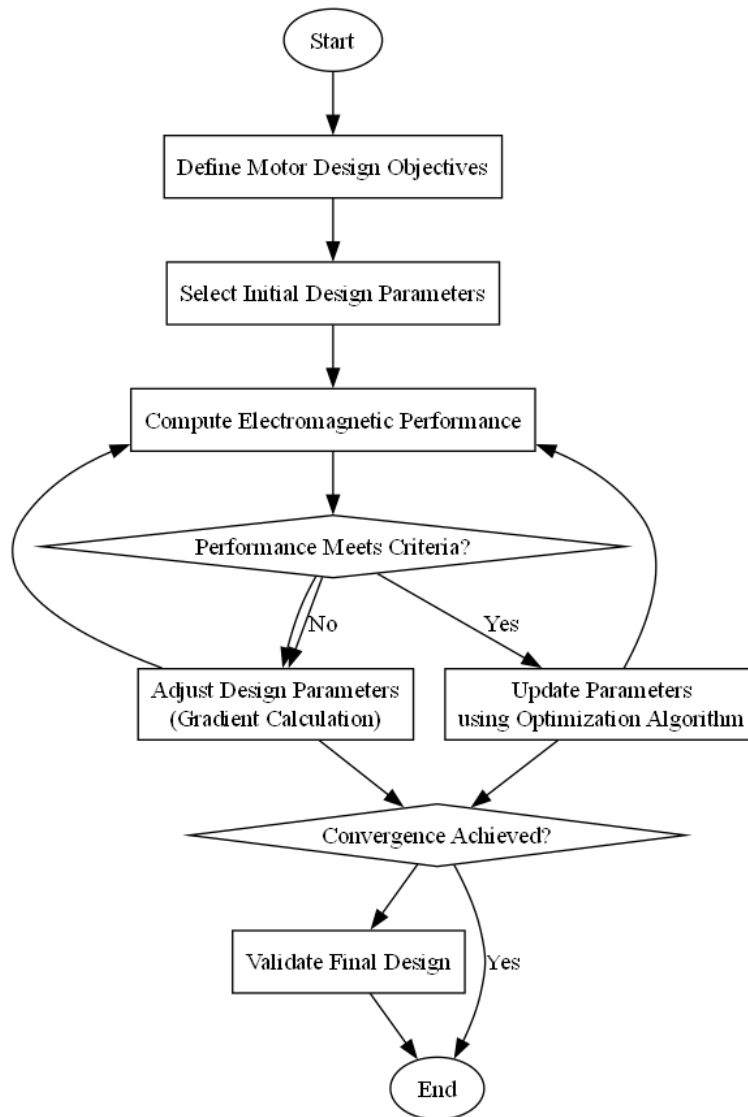 Start
Define Motor Design Objectives
Select Initial Design Parameters
Compute Electromagnetic Performance
Performance Meets Criteria?
No
Yes
Adjust Design Parameters
(Gradient Calculation)
Update Parameters
using Optimization Algorithm
Convergence Achieved?
Validate Final Design
Yes
End